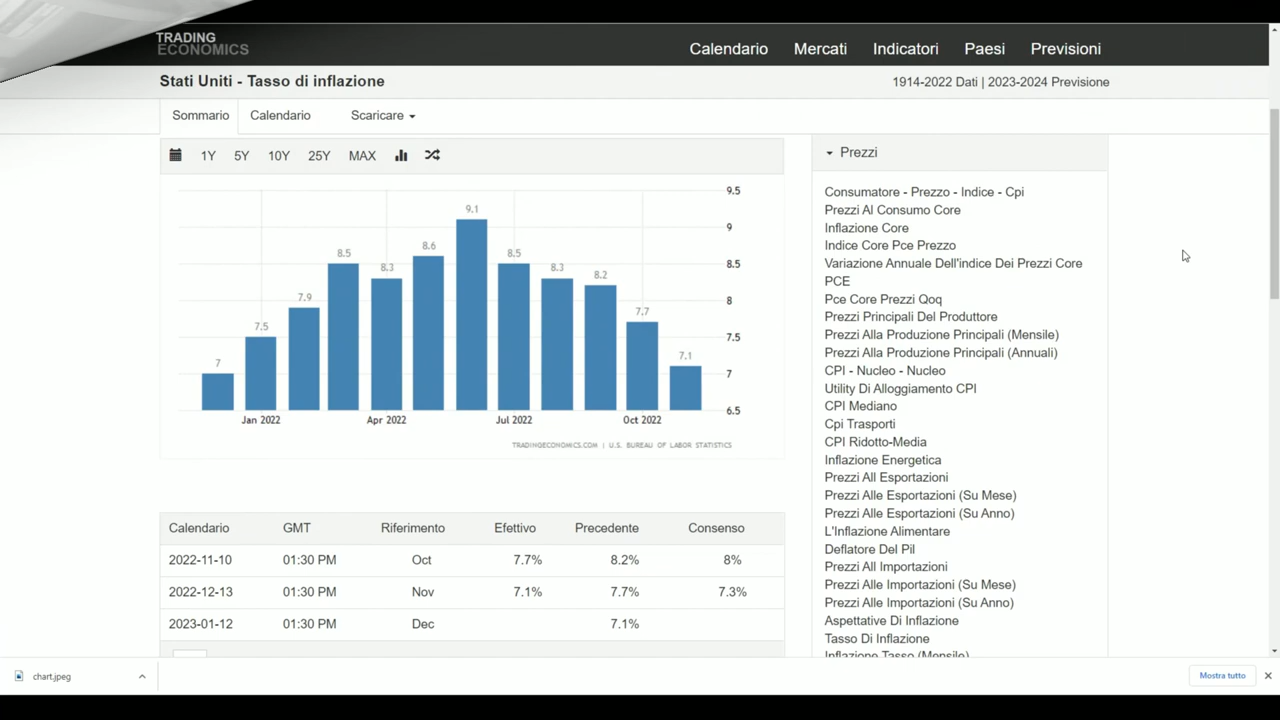 TRADING
ECONOMICS
Calendario Mercati Indicatori Paesi Previsioni
Stati Uniti - Tasso di inflazione
1914-2022 Dati | 2023-2024 Previsione
Sommario Calendario Scaricare
1Y 5Y 10Y 25Y MAX
9.5
9
8.5
8
7.5
7
6.5
7 7.5 7.9 8.5 8.3 8.6 9.1 8.5 8.3 8.2 7.7 7.1
Jan 2022 Apr 2022 Jul 2022 Oct 2022
TRADINGECONOMICS.COM | U.S. BUREAU OF LABOR STATISTICS
Calendario GMT Riferimento Efettivo Precedente Consenso
2022-11-10 01:30 PM Oct 7.7% 8.2% 8%
2022-12-13 01:30 PM Nov 7.1% 7.7% 7.3%
2023-01-12 01:30 PM Dec 7.1%
Prezzi
Consumatore - Prezzo - Indice - Cpi
Prezzi Al Consumo Core
Inflazione Core
Indice Core Pce Prezzo
Variazione Annuale Dell'indice Dei Prezzi Core
PCE
Pce Core Prezzi Qoq
Prezzi Principali Del Produttore
Prezzi Alla Produzione Principali (Mensile)
Prezzi Alla Produzione Principali (Annuali)
CPI - Nucleo - Nucleo
Utility Di Alloggiamento CPI
CPI Mediano
Cpi Trasporti
CPI Ridotto-Media
Inflazione Energetica
Prezzi All Esportazioni
Prezzi Alle Esportazioni (Su Mese)
Prezzi Alle Esportazioni (Su Anno)
L'Inflazione Alimentare
Deflatore Del Pil
Prezzi All Importazioni
Prezzi Alle Importazioni (Su Mese)
Prezzi Alle Importazioni (Su Anno)
Aspettative Di Inflazione
Tasso Di Inflazione
Inflazione Tasso (Mensile)
chart.jpeg
Mostra tutto